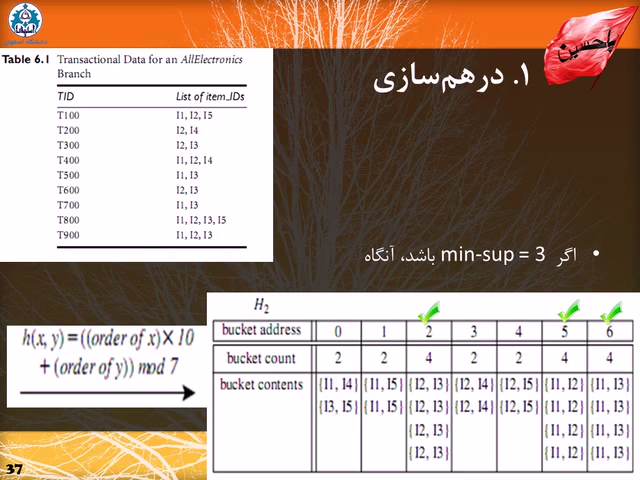 دانشگاه اصفهان
یا حسین
۱. درهم‌سازی
Table 6.1 Transactional Data for an AllElectronics
Branch
TID List of item_IDs
T100 I1, I2, I5
T200 I2, I4
T300 I2, I3
T400 I1, I2, I4
T500 I1, I3
T600 I2, I3
T700 I1, I3
T800 I1, I2, I3, I5
T900 I1, I2, I3
• اگر min-sup = 3 باشد، آنگاه
h(x, y) = ((order of x) × 10
+ (order of y)) mod 7
H2
bucket address 0 1 2 3 4 5 6
bucket count 2 2 4 2 2 4 4
bucket contents {I1, I4} {I1, I5} {I2, I3} {I2, I4} {I2, I5} {I1, I2} {I1, I3}
{I3, I5} {I1, I5} {I2, I3} {I2, I4} {I2, I5} {I1, I2} {I1, I3}
{I2, I3} {I1, I2} {I1, I3}
{I2, I3} {I1, I2} {I1, I3}
37